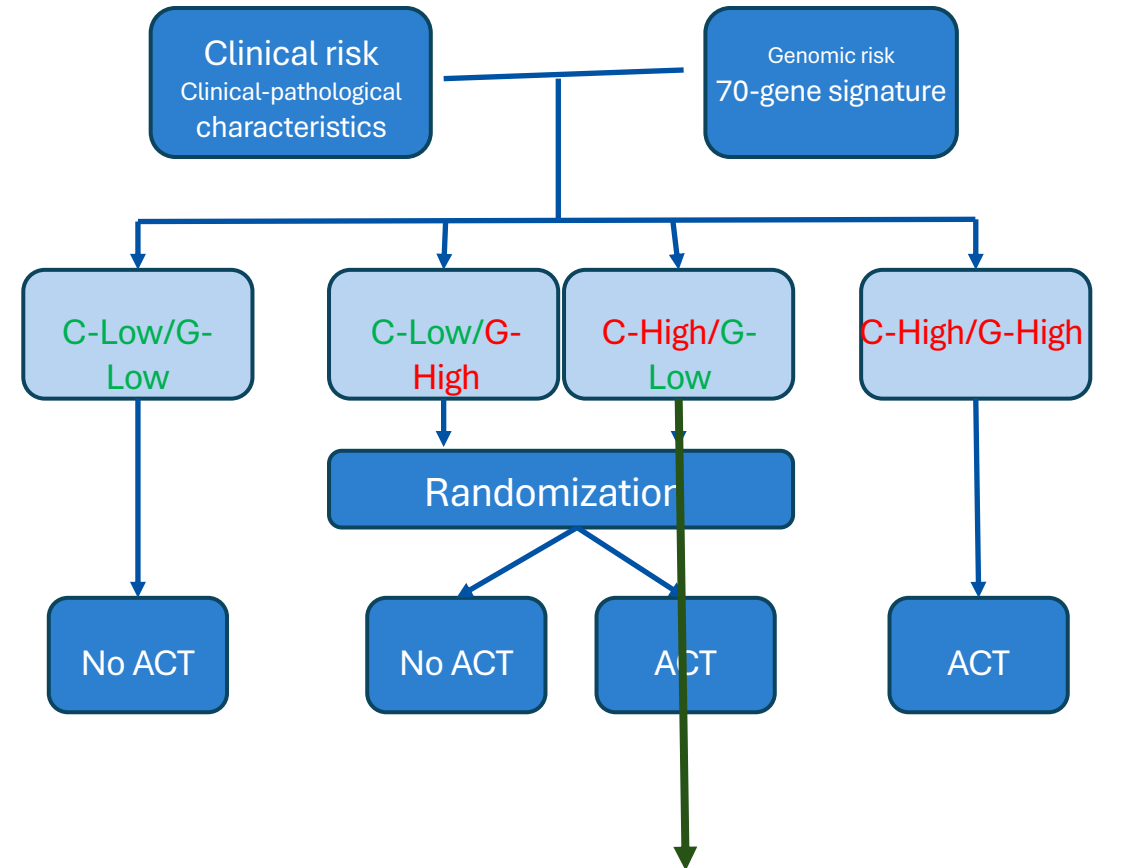 Clinical risk
Clinical-pathological
characteristics
Genomic risk
70-gene signature
C-Low/G-
Low
C-Low/G-
High
C-High/G-
Low
C-High/G-High
Randomization
No ACT
No ACT
ACT
ACT